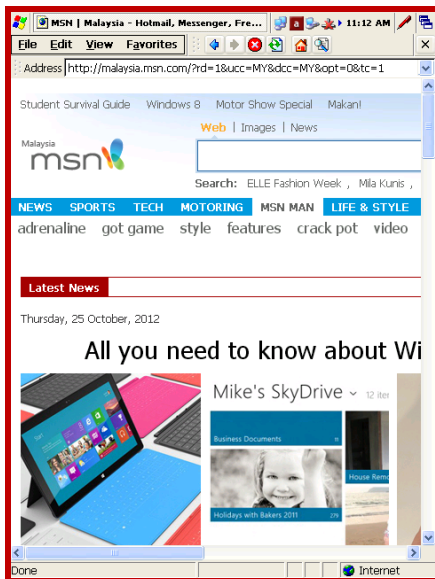 MSN | Malaysia - Hotmail, Messenger, Fre... 11:12 AM
File Edit View Favorites
Address http://malaysia.msn.com/?rd=1&ucc=MY&dcc=MY&opt=0&tc=1
Student Survival Guide Windows 8 Motor Show Special Makan!
Web | Images | News
Malaysia
msn
Search: ELLE Fashion Week , Mila Kunis ,
NEWS SPORTS TECH MOTORING MSN MAN LIFE & STYLE
adrenaline got game style features crack pot video
Latest News
Thursday, 25 October, 2012
All you need to know about Wi
Mike's SkyDrive 12 iter
Business Documents
House Remo
Holidays with Bakers 2011 279
Done Internet